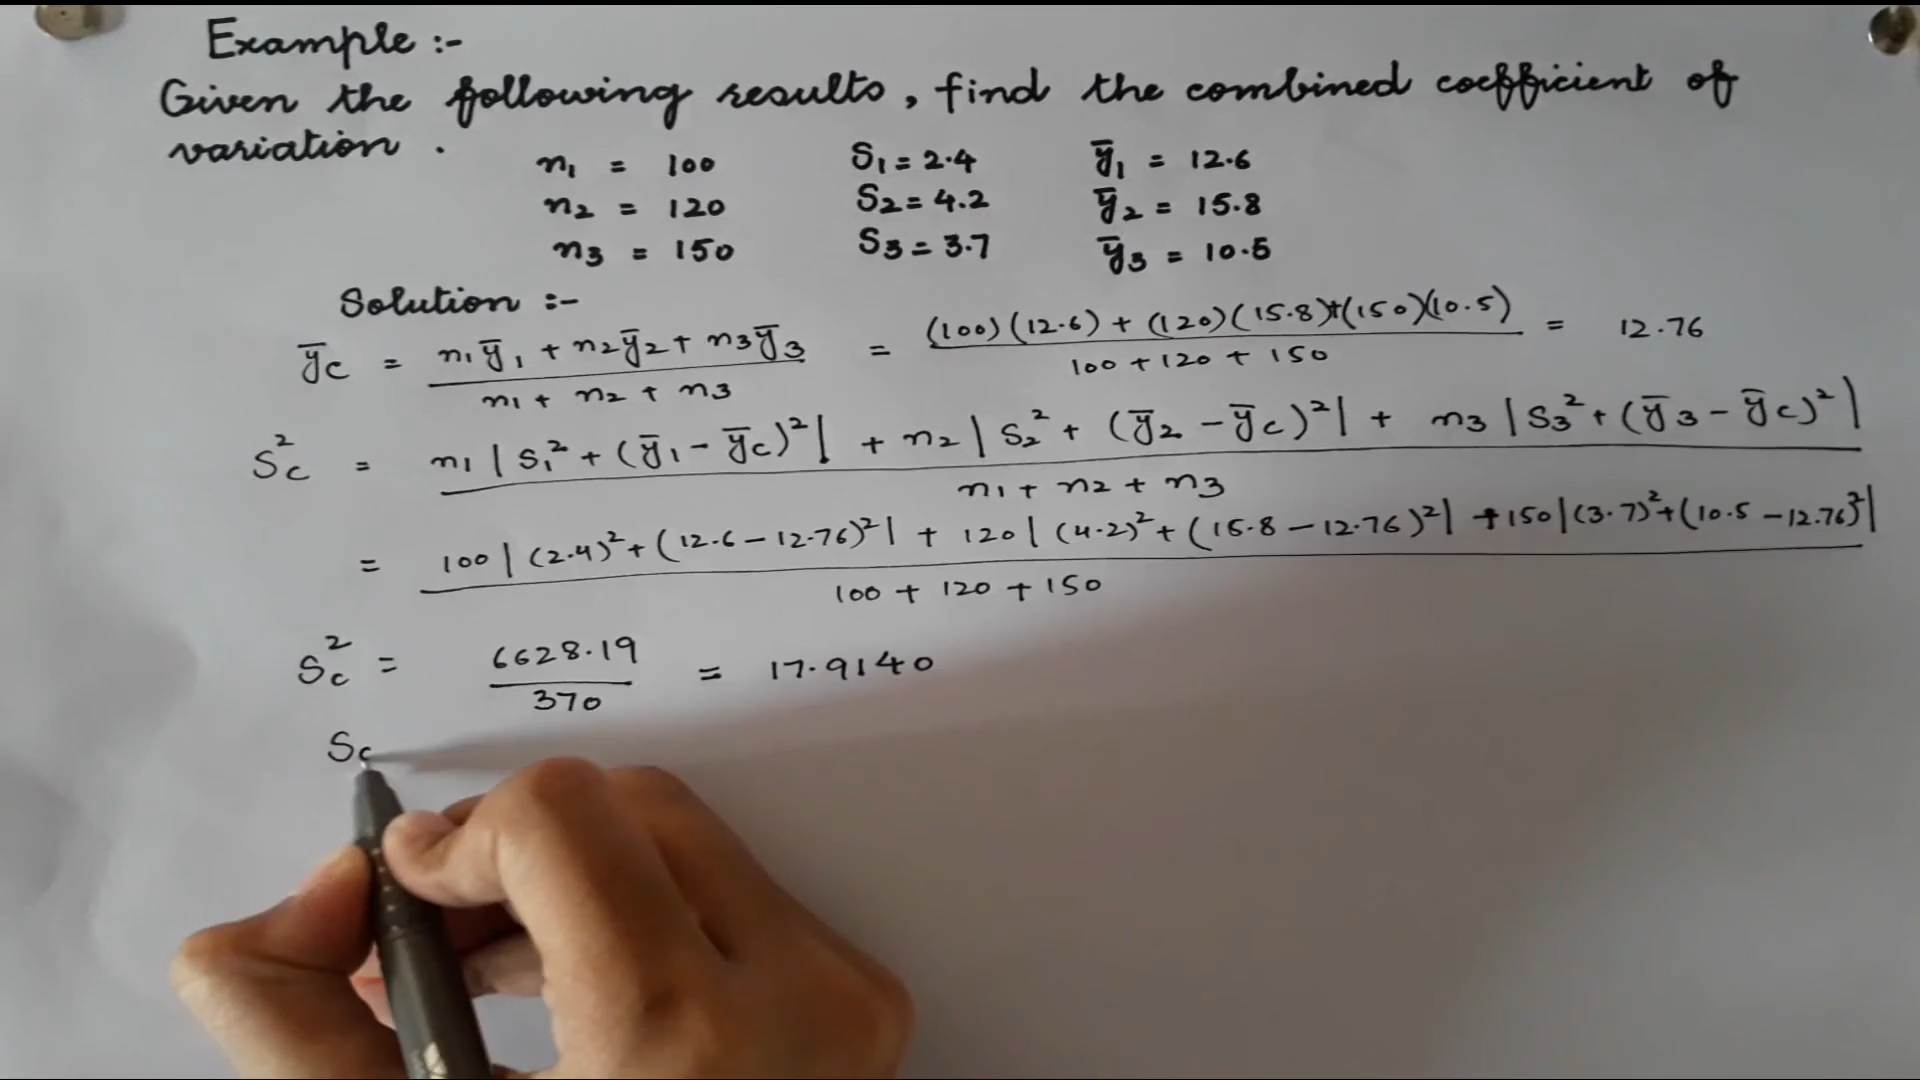 Example :-
Given the following results, find the combined coefficient of
variation .
n₁ = 100 S₁ = 2.4 ȳ₁ = 12.6
n₂ = 120 S₂ = 4.2 ȳ₂ = 15.8
n₃ = 150 S₃ = 3.7 ȳ₃ = 10.5
Solution :-
ȳc = (n₁ȳ₁ + n₂ȳ₂ + n₃ȳ₃) / (n₁ + n₂ + n₃) = ((100)(12.6) + (120)(15.8)+(150)(10.5)) / (100 + 120 + 150) = 12.76
Sc² = (n₁ |S₁² + (ȳ₁ - ȳc)²| + n₂ |S₂² + (ȳ₂ - ȳc)²| + n₃ |S₃² + (ȳ₃ - ȳc)²|) / (n₁ + n₂ + n₃)
= (100 |(2.4)² + (12.6 - 12.76)²| + 120 |(4.2)² + (15.8 - 12.76)²| + 150 |(3.7)² + (10.5 - 12.76)²|) / (100 + 120 + 150)
Sc² = 6628.19 / 370 = 17.9140
Sc